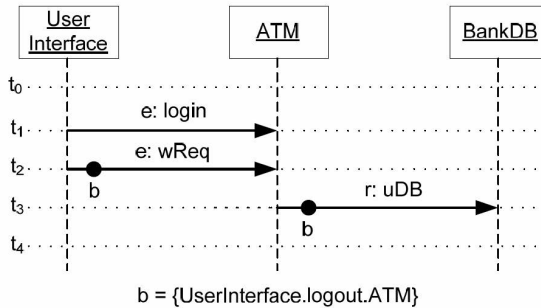 User
Interface
ATM
BankDB
t0
t1
e: login
t2
e: wReq
b
t3
r: uDB
b
t4
b = {UserInterface.logout.ATM}